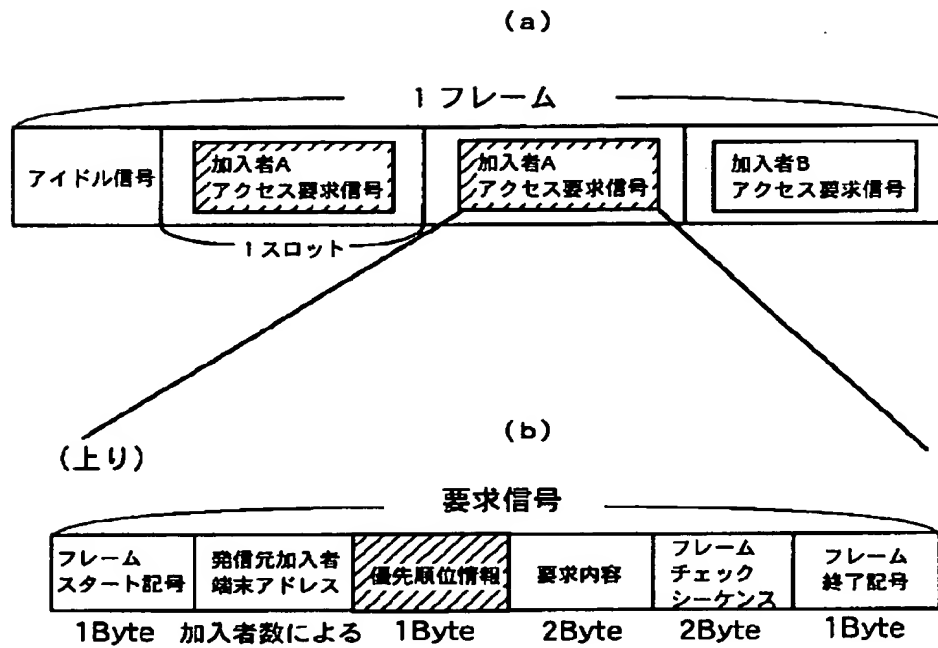 (a)
1フレーム
アイドル信号
加入者A
アクセス要求信号
加入者A
アクセス要求信号
加入者B
アクセス要求信号
1スロット
(b)
(上り)
要求信号
フレーム
スタート記号
発信元加入者
端末アドレス
優先順位情報
要求内容
フレーム
チェック
シーケンス
フレーム
終了記号
1Byte 加入者数による 1Byte 2Byte 2Byte 1Byte